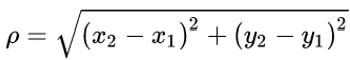 ρ = √((x₂ − x₁)² + (y₂ − y₁)²)